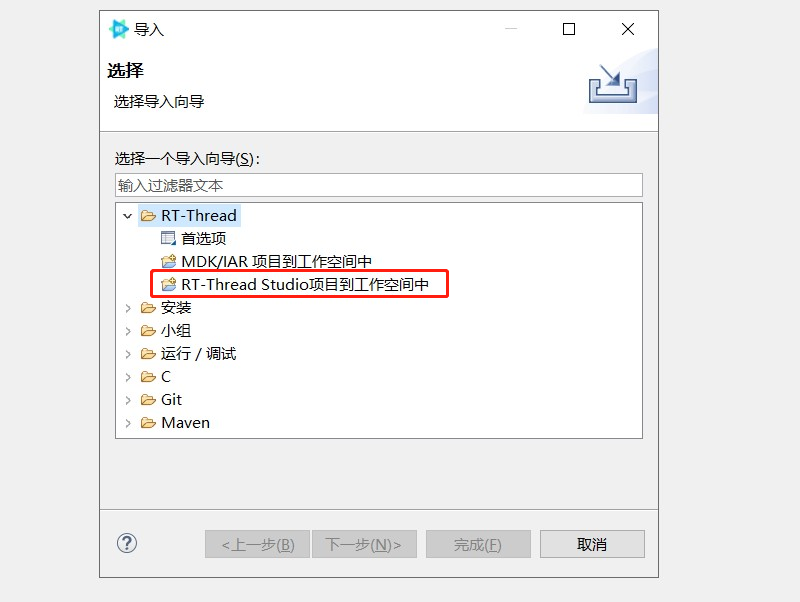 导入
选择
选择导入向导
选择一个导入向导(S):
输入过滤器文本
RT-Thread
首选项
MDK/IAR 项目到工作空间中
RT-Thread Studio项目到工作空间中
安装
小组
运行 / 调试
C
Git
Maven
<上一步(B) 下一步(N)> 完成(F) 取消